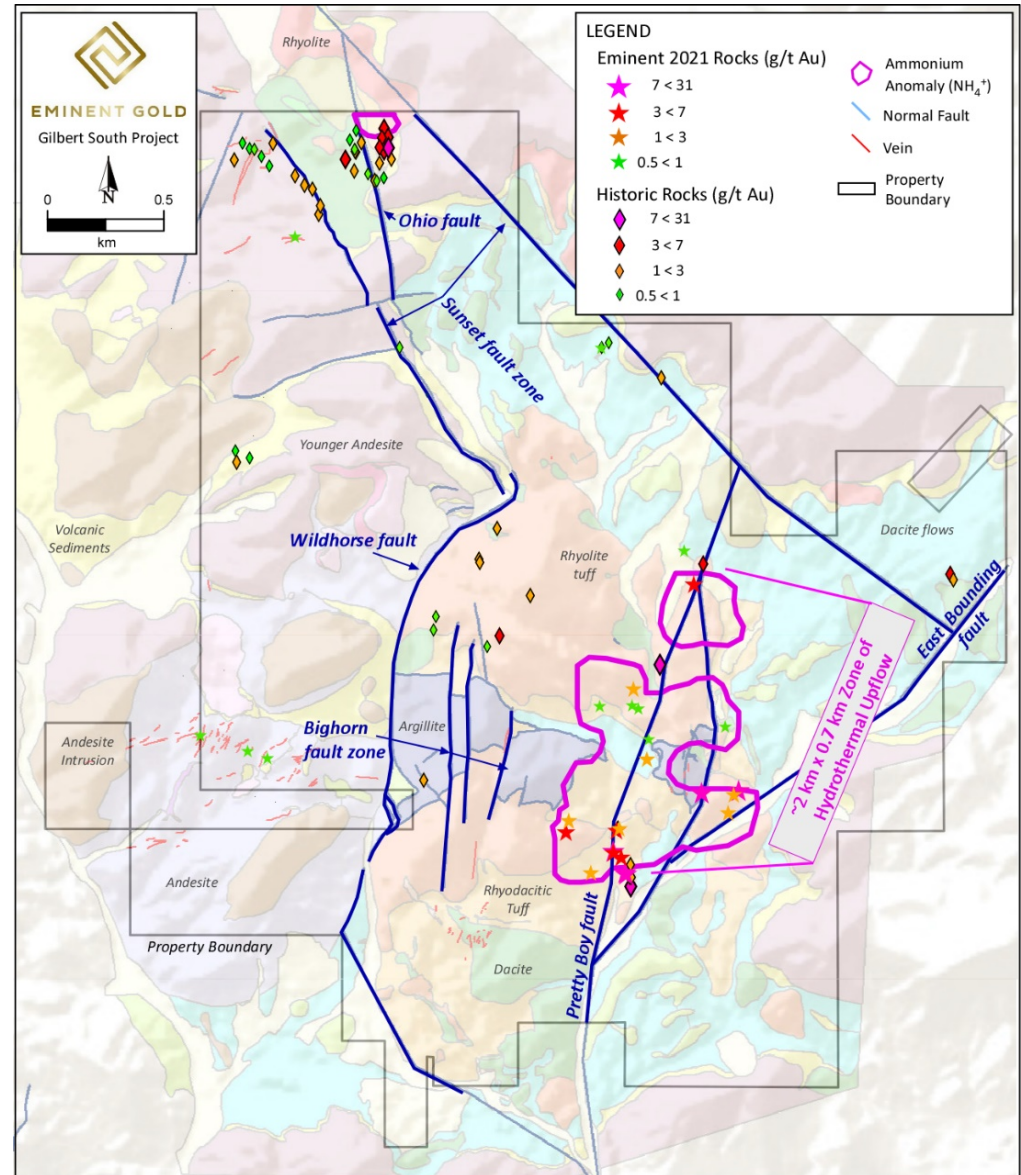 EMINENT GOLD
Gilbert South Project
N
0 0.5
km
LEGEND
Eminent 2021 Rocks (g/t Au)
7 < 31
3 < 7
1 < 3
0.5 < 1
Historic Rocks (g/t Au)
7 < 31
3 < 7
1 < 3
0.5 < 1
Ammonium
Anomaly (NH₄⁺)
Normal Fault
Vein
Property
Boundary
Rhyolite
Ohio fault
Sunset fault zone
Younger Andesite
Volcanic
Sediments
Wildhorse fault
Rhyolite
tuff
Dacite flows
East Bounding
fault
~2 km x 0.7 km Zone of
Hydrothermal Upflow
Argillite
Bighorn
fault zone
Andesite
Intrusion
Andesite
Rhyodacitic
Tuff
Property Boundary
Dacite
Pretty Boy fault